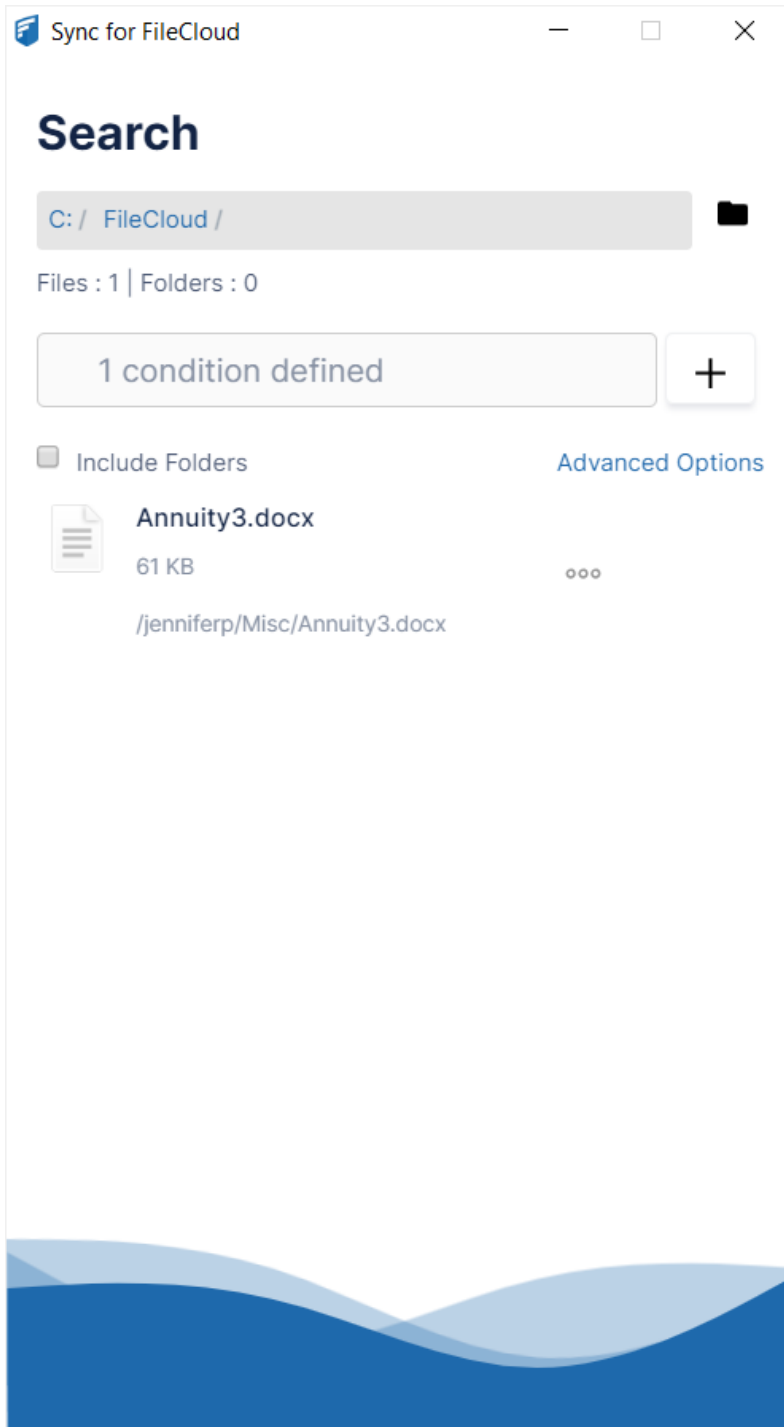 Sync for FileCloud
Search
C: / FileCloud /
Files : 1 | Folders : 0
1 condition defined
+
Include Folders
Advanced Options
Annuity3.docx
61 KB
/jenniferp/Misc/Annuity3.docx